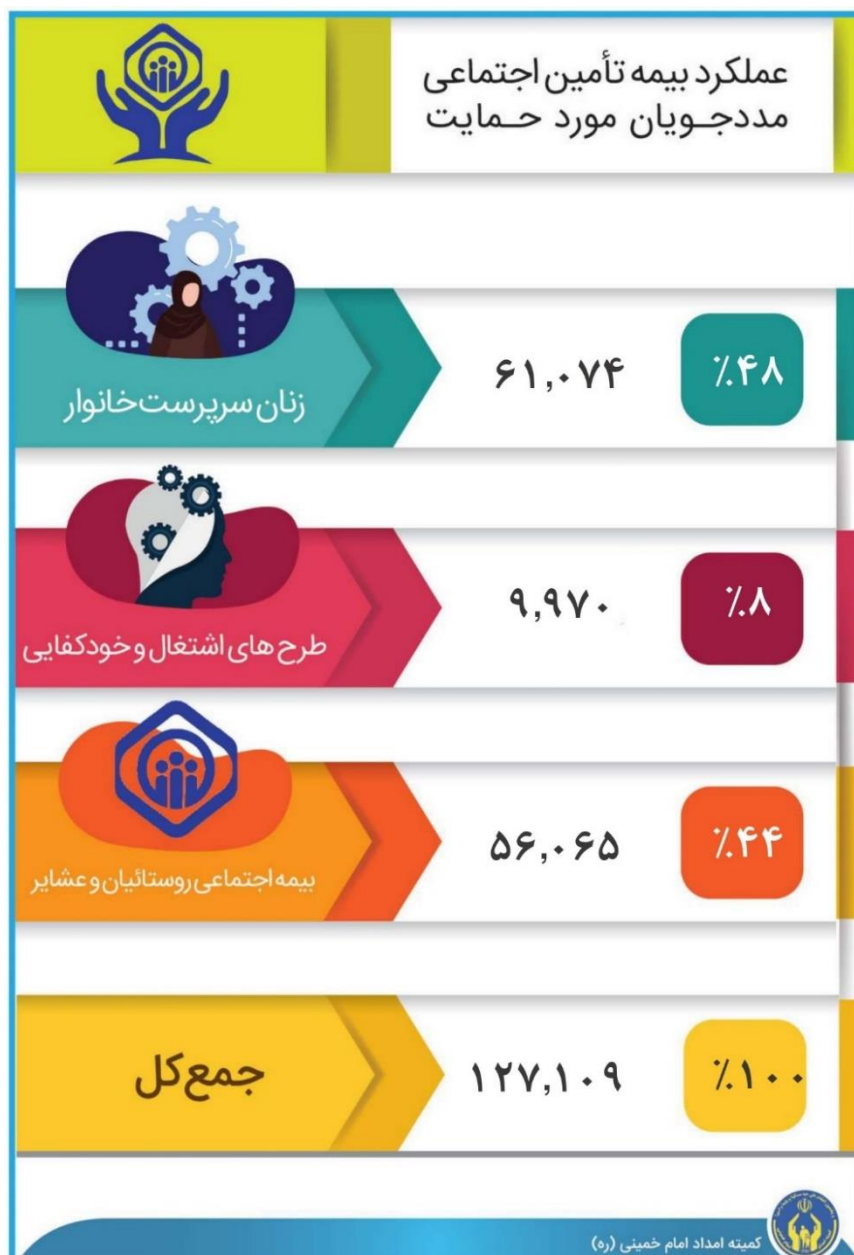 عملکرد بیمه تأمین اجتماعی
مددجویان مورد حمایت
٪۴۸
۶۱,۰۷۴
زنان سرپرست خانوار
٪۸
۹,۹۷۰
طرح های اشتغال و خودکفایی
٪۴۴
۵۶,۰۶۵
بیمه اجتماعی روستائیان و عشایر
٪۱۰۰
۱۲۷,۱۰۹
جمع کل
کمیته امداد امام خمینی (ره)